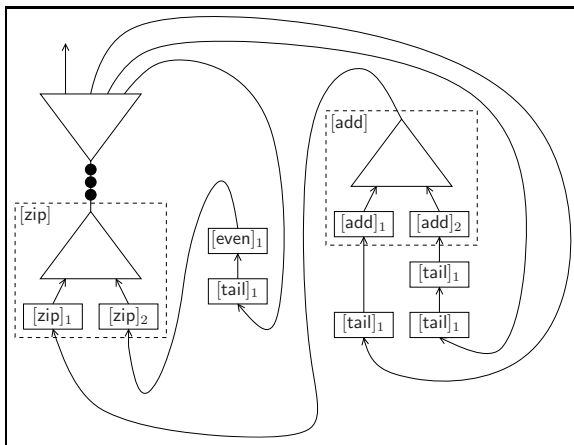 [add]
[add]₁ [add]₂
[zip]
[even]₁
[tail]₁
[tail]₁
[zip]₁ [zip]₂
[tail]₁ [tail]₁